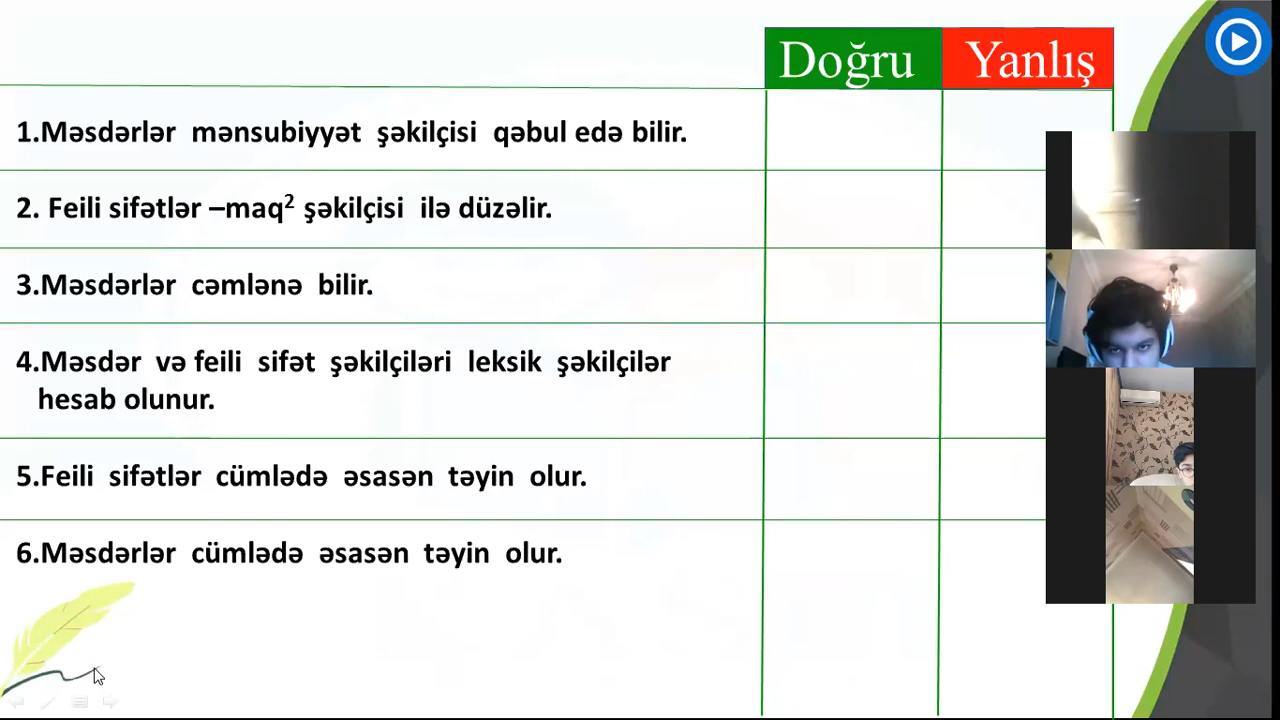 Doğru Yanlış
1.Məsdərlər mənsubiyyət şəkilçisi qəbul edə bilir.
2. Feili sifətlər –maq² şəkilçisi ilə düzəlir.
3.Məsdərlər cəmlənə bilir.
4.Məsdər və feili sifət şəkilçiləri leksik şəkilçilər
hesab olunur.
5.Feili sifətlər cümlədə əsasən təyin olur.
6.Məsdərlər cümlədə əsasən təyin olur.